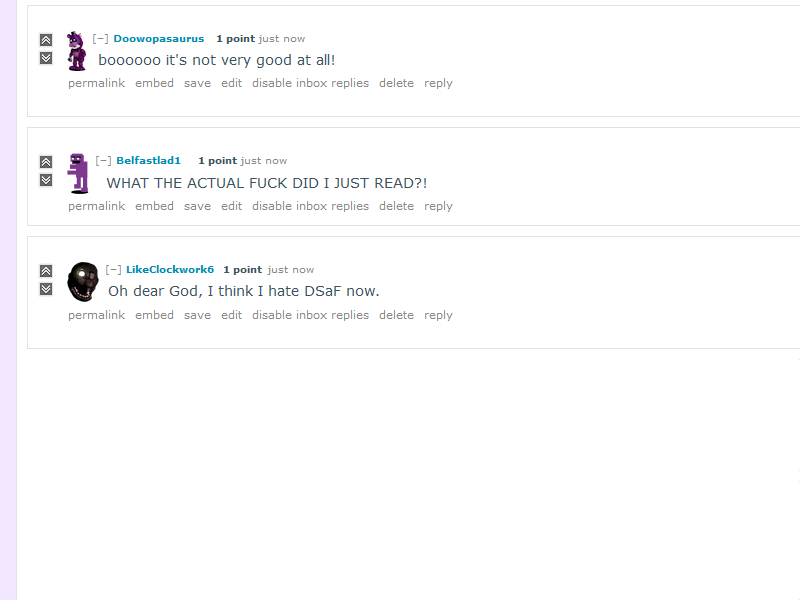 [–] Doowopasaurus 1 point just now
boooooo it's not very good at all!
permalink embed save edit disable inbox replies delete reply
[–] Belfastlad1 1 point just now
WHAT THE ACTUAL FUCK DID I JUST READ?!
permalink embed save edit disable inbox replies delete reply
[–] LikeClockwork6 1 point just now
Oh dear God, I think I hate DSaF now.
permalink embed save edit disable inbox replies delete reply